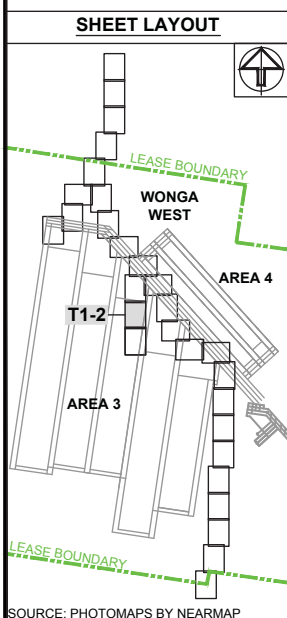 SHEET LAYOUT
LEASE BOUNDARY
WONGA
WEST
AREA 4
T1-2
AREA 3
LEASE BOUNDARY
SOURCE: PHOTOMAPS BY NEARMAP